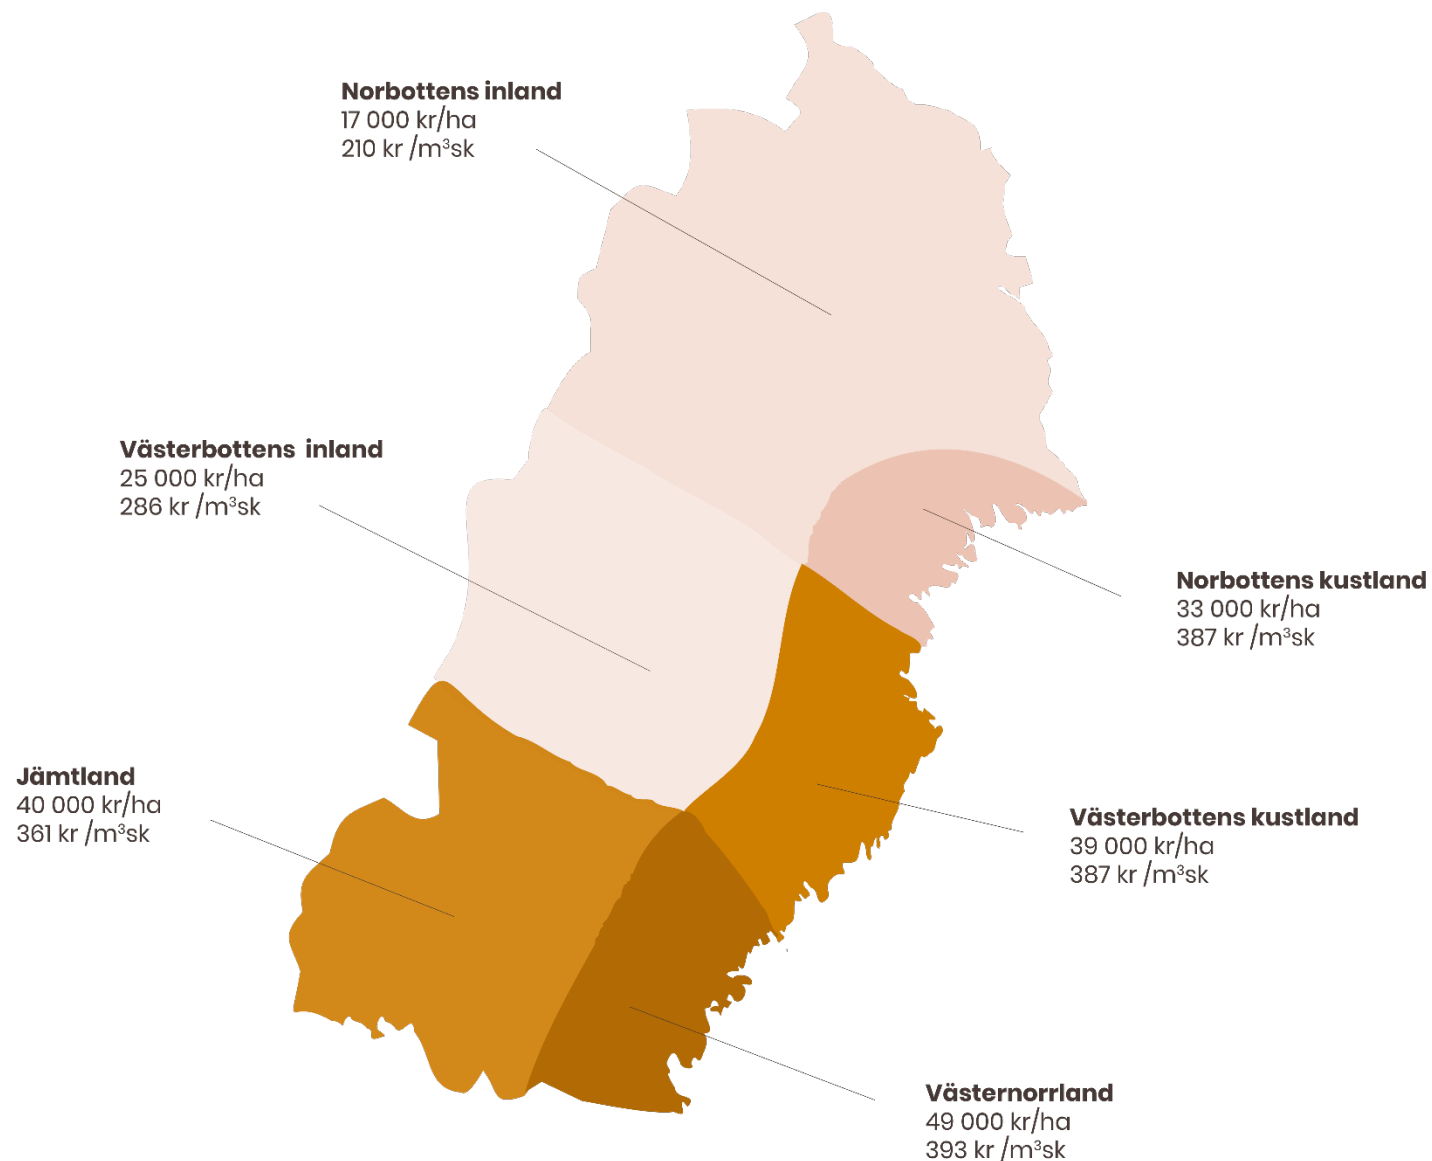 Norbottens inland
17 000 kr/ha
210 kr /m³sk
Västerbottens inland
25 000 kr/ha
286 kr /m³sk
Norbottens kustland
33 000 kr/ha
387 kr /m³sk
Jämtland
40 000 kr/ha
361 kr /m³sk
Västerbottens kustland
39 000 kr/ha
387 kr /m³sk
Västernorrland
49 000 kr/ha
393 kr /m³sk